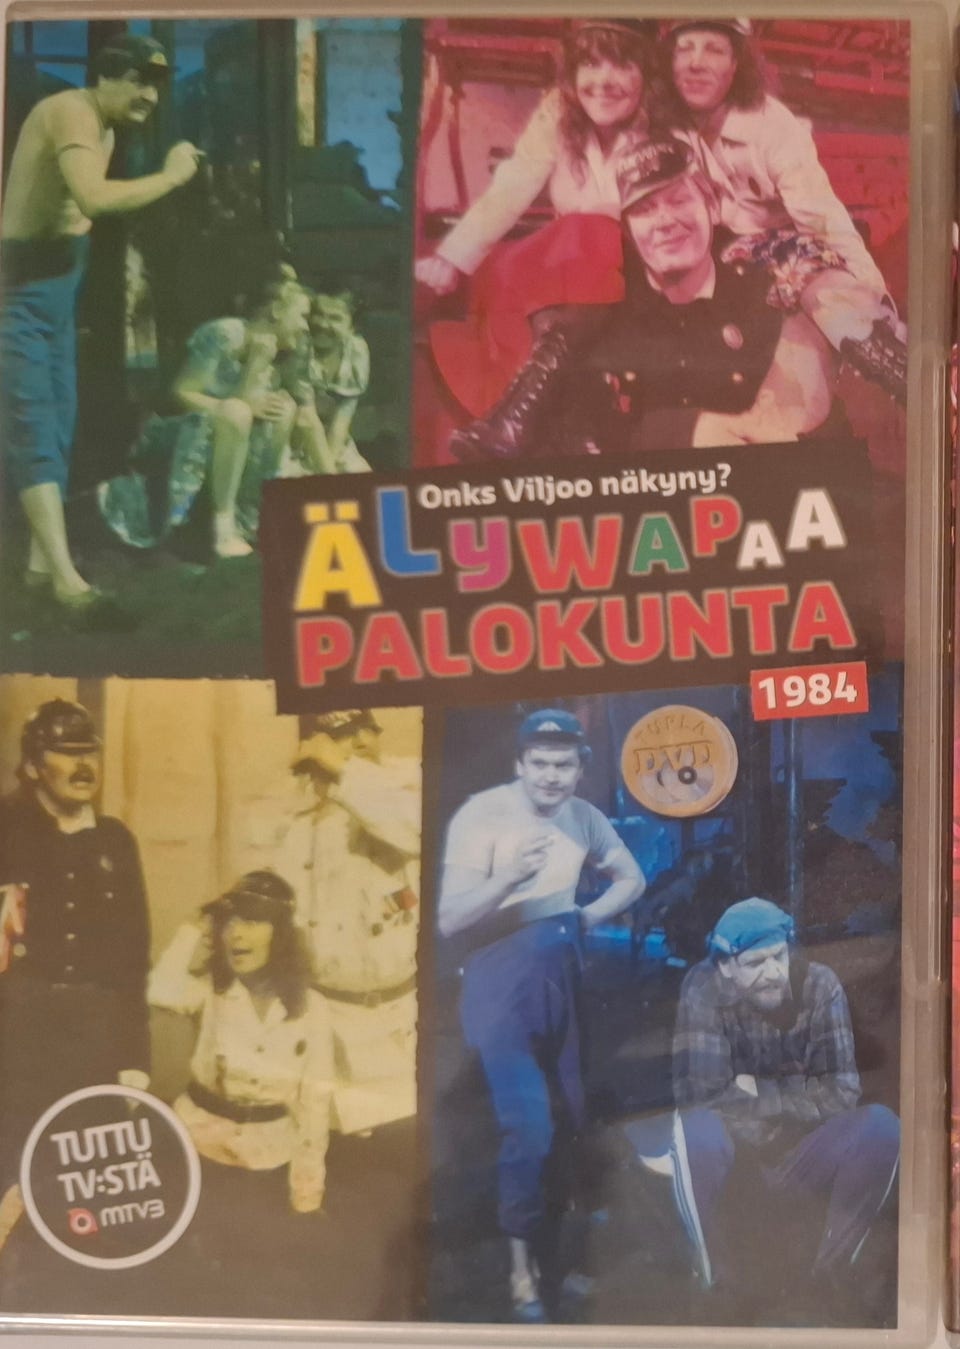 Onks Viljoo näkyny?
ÄLYWAPAA
PALOKUNTA
1984
TUPLA
DVD
TUTTU
TV:STÄ
MTV3